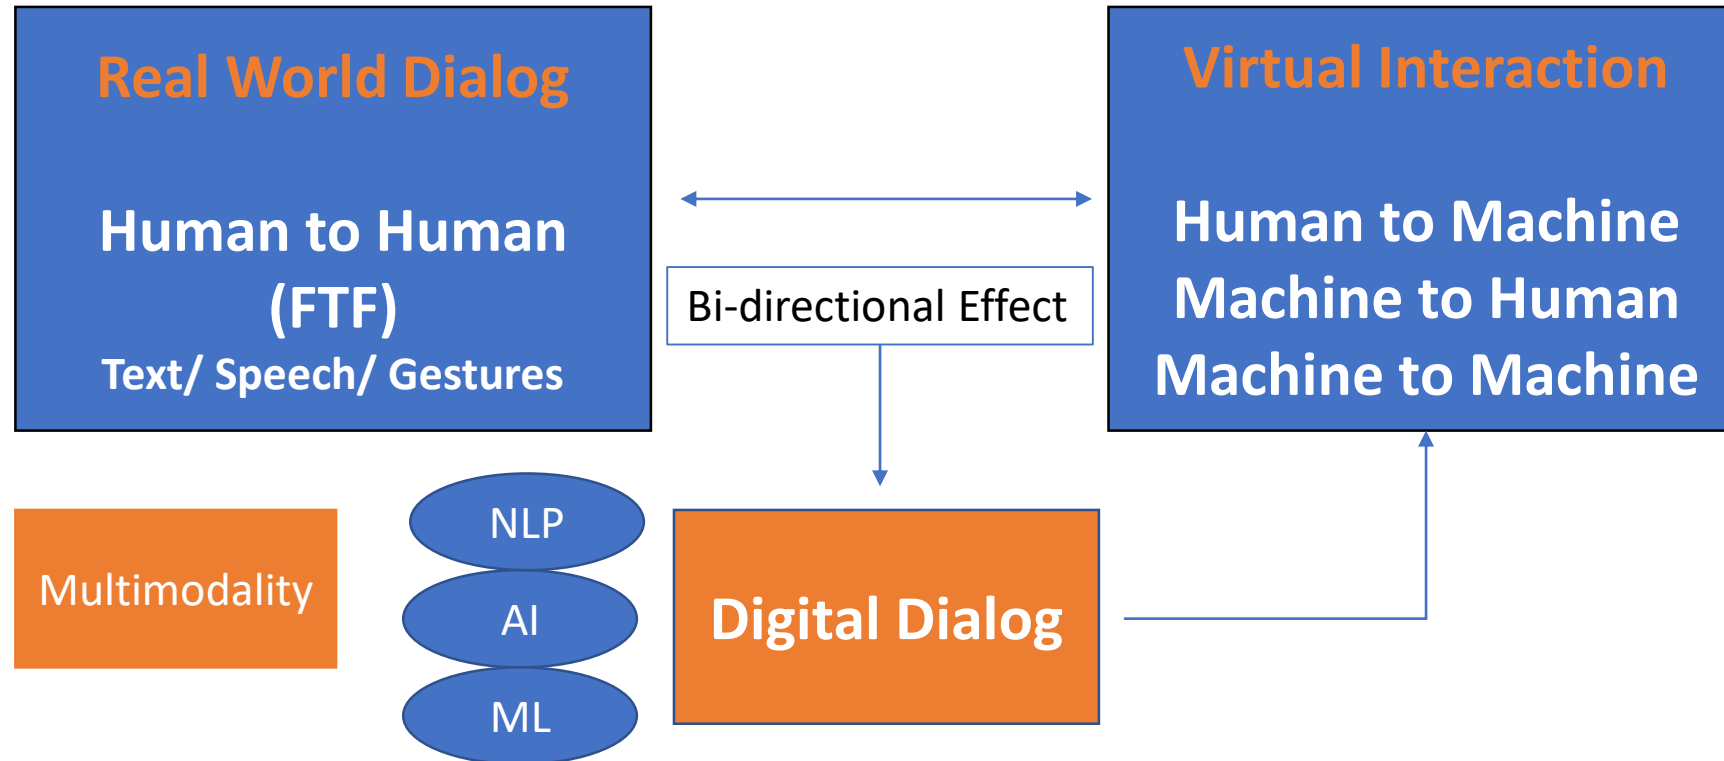 Real World Dialog
Human to Human
(FTF)
Text/ Speech/ Gestures
Bi-directional Effect
Virtual Interaction
Human to Machine
Machine to Human
Machine to Machine
Multimodality
NLP
AI
ML
Digital Dialog